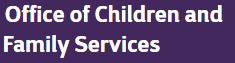 Office of Children and
Family Services